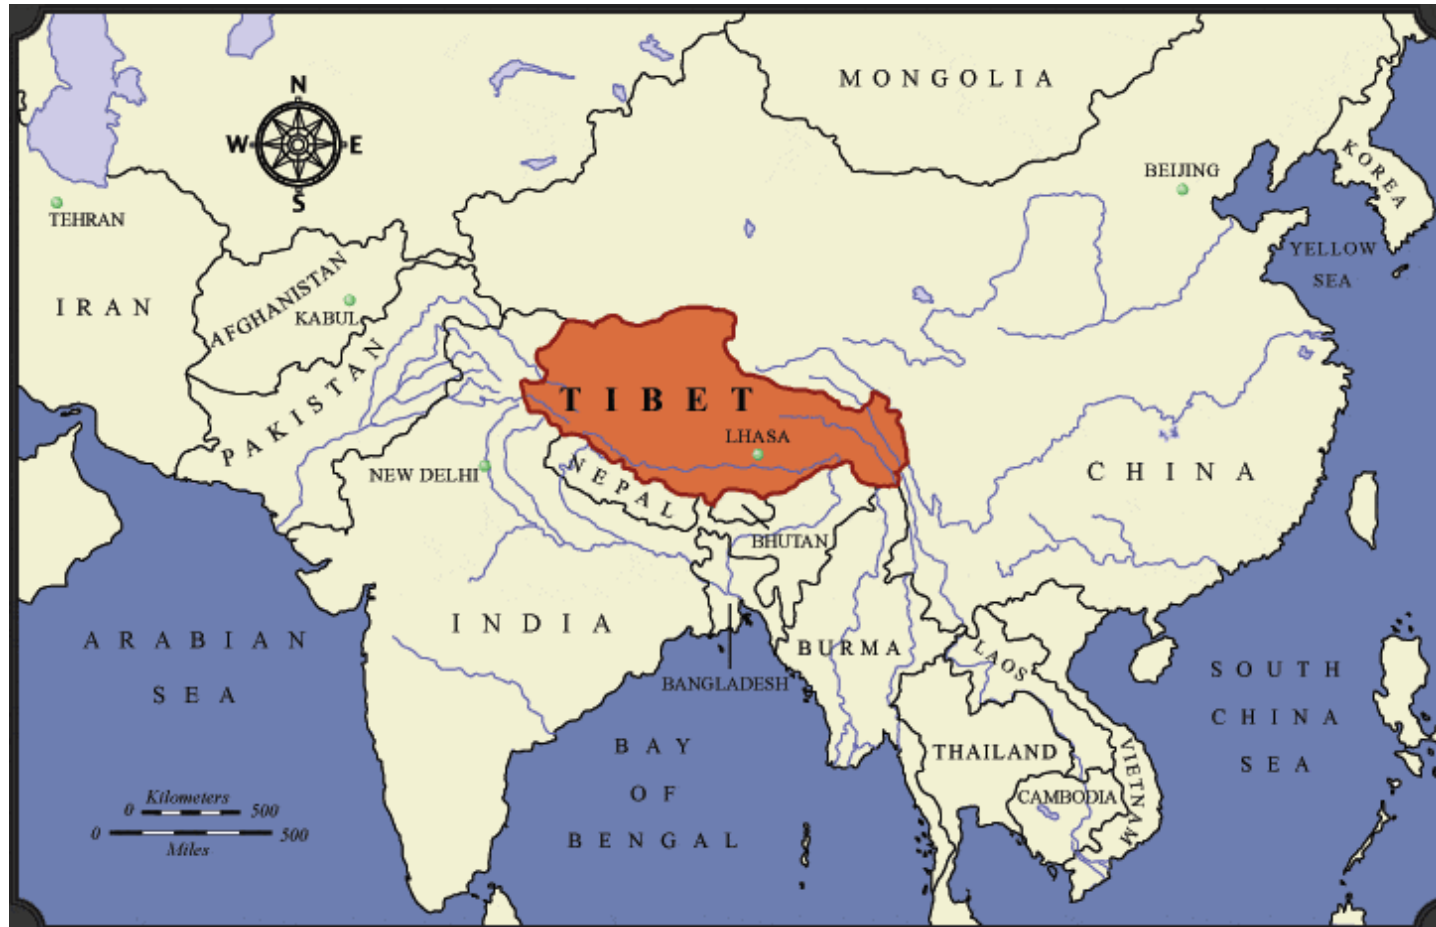 MONGOLIA
N
W
E
S
BEIJING
KOREA
TEHRAN
YELLOW
SEA
IRAN
AFGHANISTAN
KABUL
PAKISTAN
TIBET
LHASA
NEW DELHI
NEPAL
CHINA
BHUTAN
INDIA
BURMA
LAOS
ARABIAN
SEA
BANGLADESH
SOUTH
CHINA
SEA
BAY
OF
BENGAL
THAILAND
VIETNAM
CAMBODIA
Kilometers
0 500
0 500
Miles